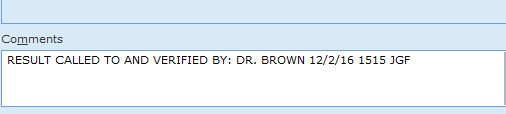 Comments
RESULT CALLED TO AND VERIFIED BY: DR. BROWN 12/2/16 1515 JGF